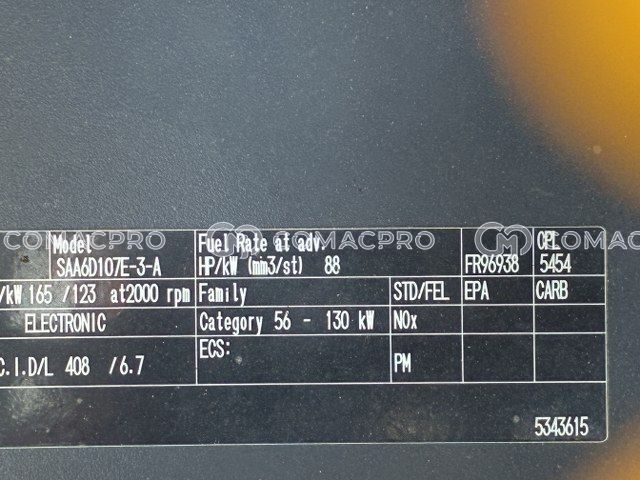 COMACPRO COMACPRO COMACPRO
Model Fuel Rate at adv. CPL
SAA6D107E-3-A HP/kW (mm3/st) 88 FR96938 5454
/kW 165 /123 at2000 rpm Family STD/FEL EPA CARB
ELECTRONIC Category 56 - 130 kW NOx
C.I.D/L 408 /6.7 ECS: PM
5343615